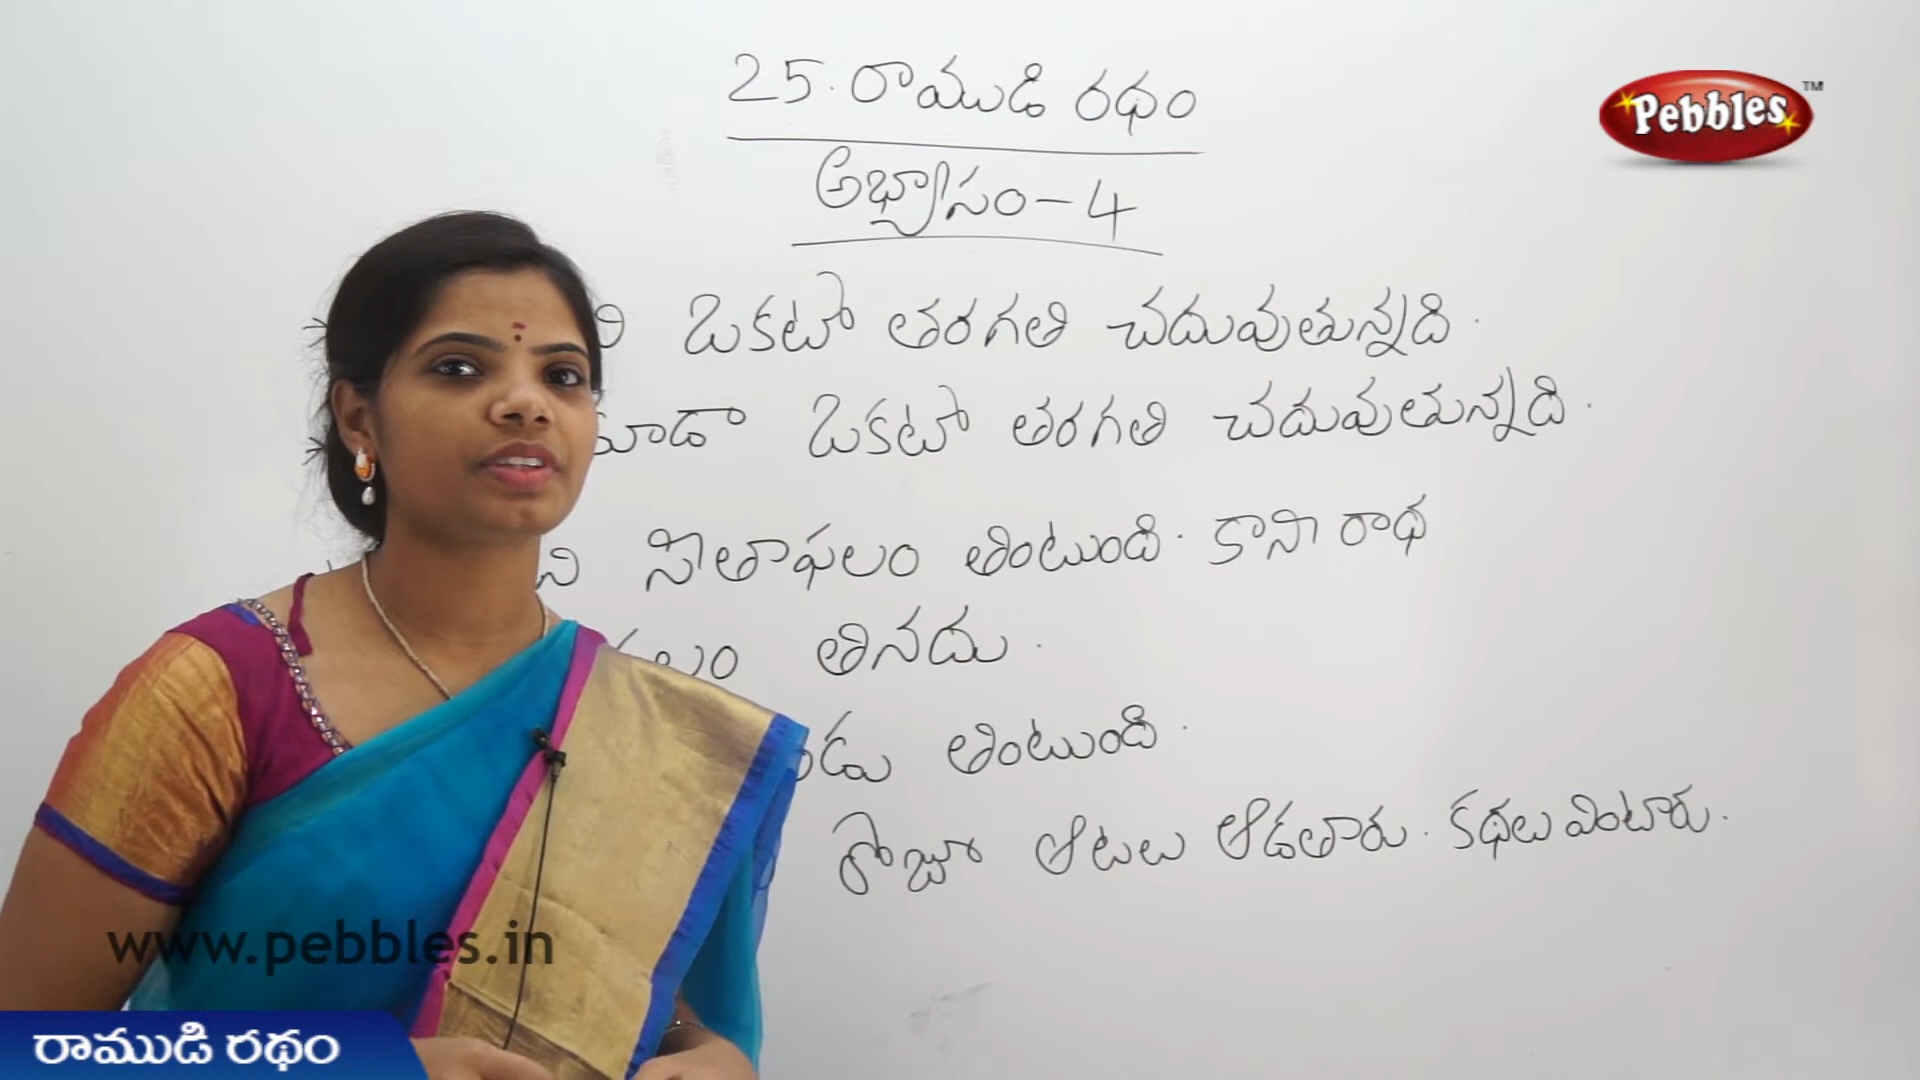 25. రాముడి రథం
Pebbles TM
అభ్యాసం-4
ఒకటో తరగతి చదువుతున్నది.
ఒకటో తరగతి చదువుతున్నది.
సీతాఫలం తింటుంది. కాని రాధ
తినదు.
తింటుంది.
రోజూ ఆటలు ఆడతారు. కథలు వింటారు.
www.pebbles.in
రాముడి రథం